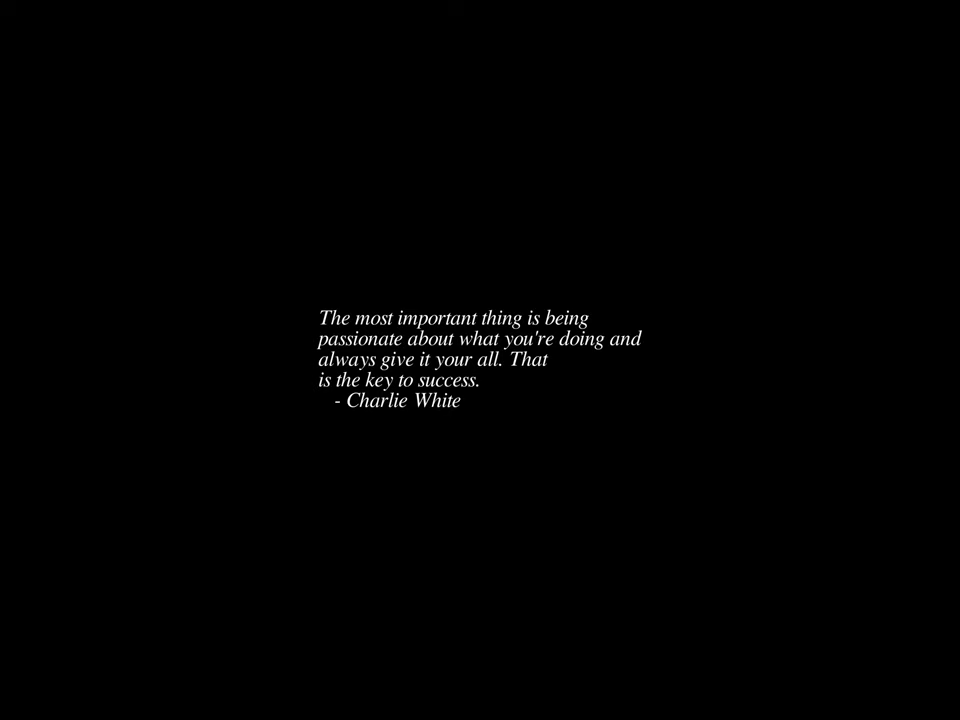 The most important thing is being
passionate about what you're doing and
always give it your all. That
is the key to success.
- Charlie White